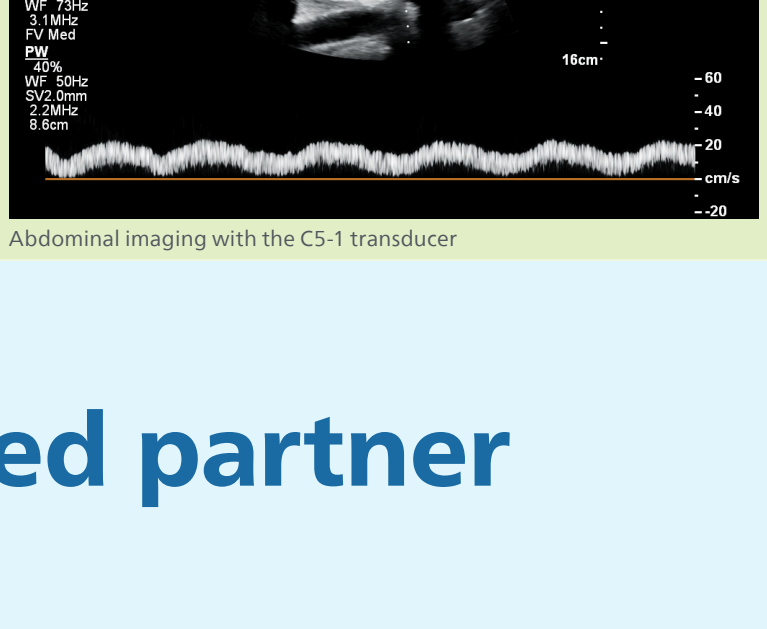 WF 73Hz
3.1MHz
FV Med
PW
40%
WF 50Hz
SV2.0mm
2.2MHz
8.6cm
16cm
60
40
20
cm/s
-20
Abdominal imaging with the C5-1 transducer
ed partner